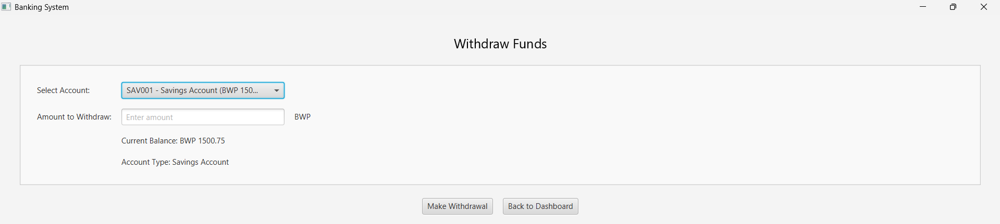 Banking System
Withdraw Funds
Select Account: SAV001 - Savings Account (BWP 150...
Amount to Withdraw: Enter amount BWP
Current Balance: BWP 1500.75
Account Type: Savings Account
Make Withdrawal Back to Dashboard